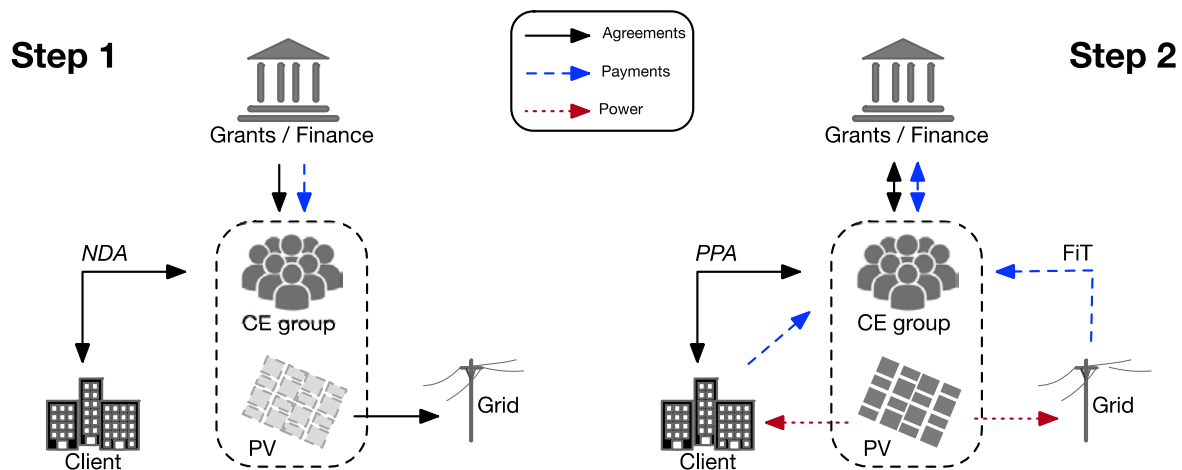 Step 1
Step 2
Agreements
Payments
Power
Grants / Finance
NDA
CE group
PV
Grid
Client
Grants / Finance
PPA
FiT
CE group
PV
Grid
Client